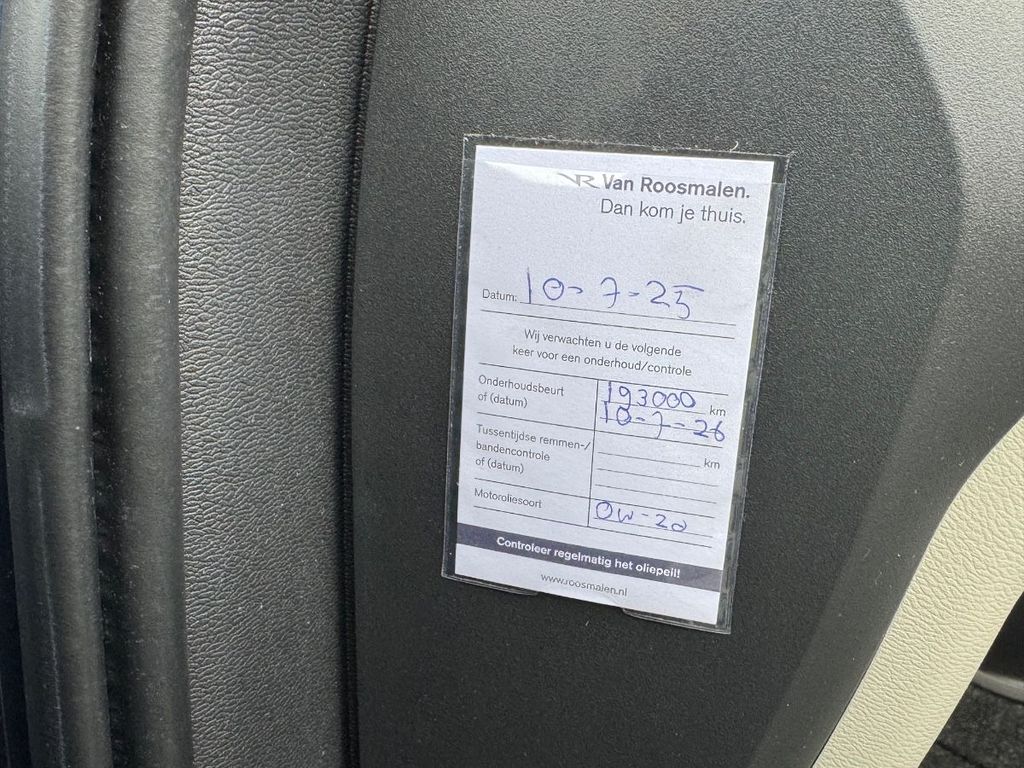 VR Van Roosmalen.
Dan kom je thuis.
Datum: 10-7-25
Wij verwachten u de volgende
keer voor een onderhoud/controle
Onderhoudsbeurt 193000 km
of (datum) 10-7-26
Tussentijdse remmen-/
bandencontrole km
of (datum)
Motoroliesoort 0W-20
Controleer regelmatig het oliepeil!
www.roosmalen.nl